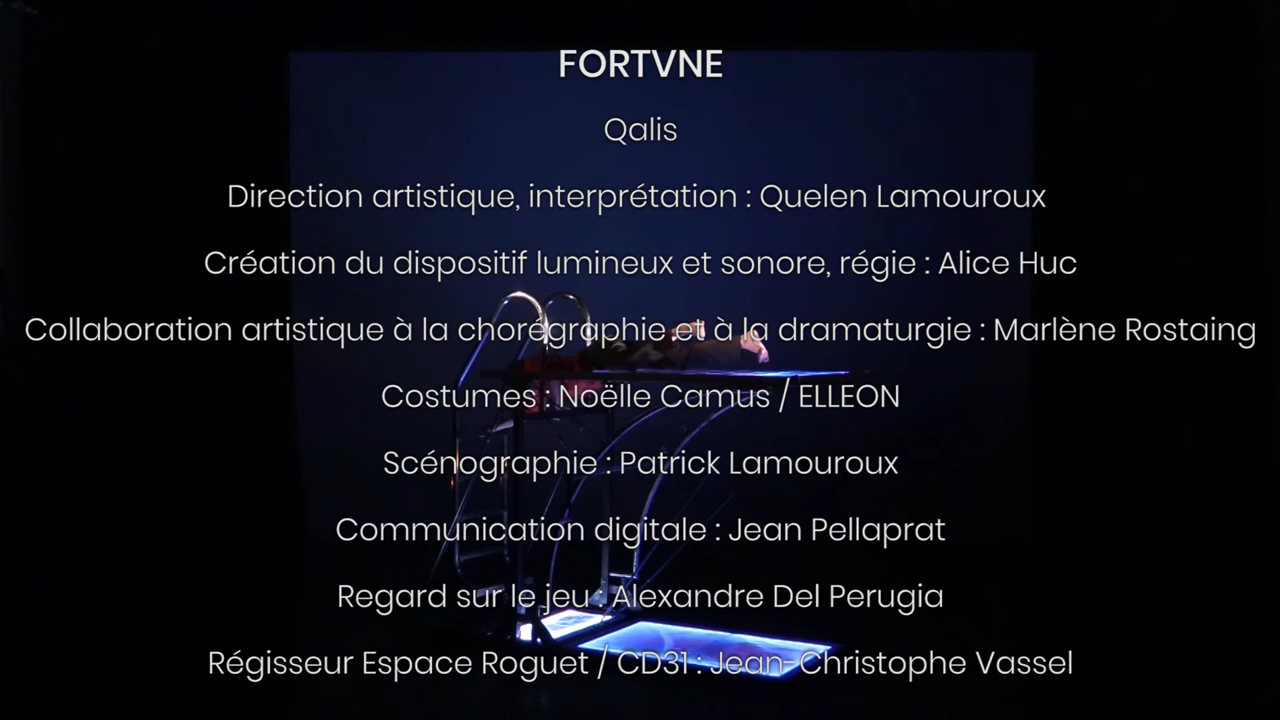 FORTVNE
Qalis
Direction artistique, interprétation : Quelen Lamouroux
Création du dispositif lumineux et sonore, régie : Alice Huc
Collaboration artistique à la chorégraphie et à la dramaturgie : Marlène Rostaing
Costumes : Noëlle Camus / ELLEON
Scénographie : Patrick Lamouroux
Communication digitale : Jean Pellaprat
Regard sur le jeu : Alexandre Del Perugia
Régisseur Espace Roguet / CD31 : Jean-Christophe Vassel